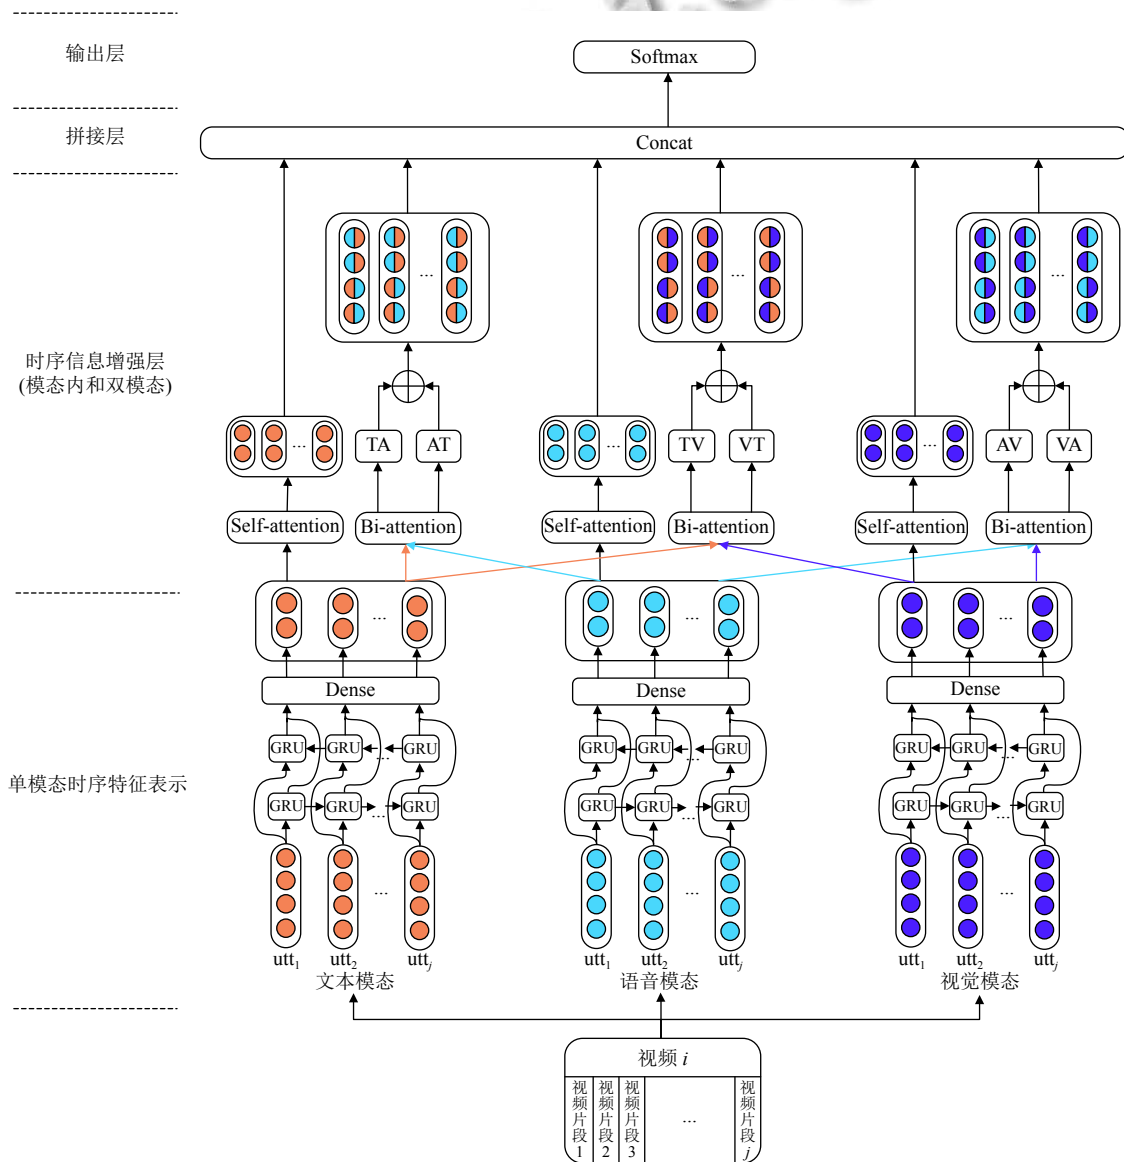 输出层
Softmax
拼接层
Concat
...
...
...
时序信息增强层
(模态内和双模态)
TA AT TV VT AV VA
...
...
...
Self-attention Bi-attention Self-attention Bi-attention Self-attention Bi-attention
...
...
...
Dense Dense Dense
GRU GRU ... GRU GRU GRU ... GRU GRU GRU ... GRU
单模态时序特征表示
GRU GRU ... GRU GRU GRU ... GRU GRU GRU ... GRU
...
...
...
utt1 utt2 uttj utt1 utt2 uttj utt1 utt2 uttj
文本模态 语音模态 视觉模态
视频 i
视频片段1
视频片段2
视频片段3
...
视频片段j